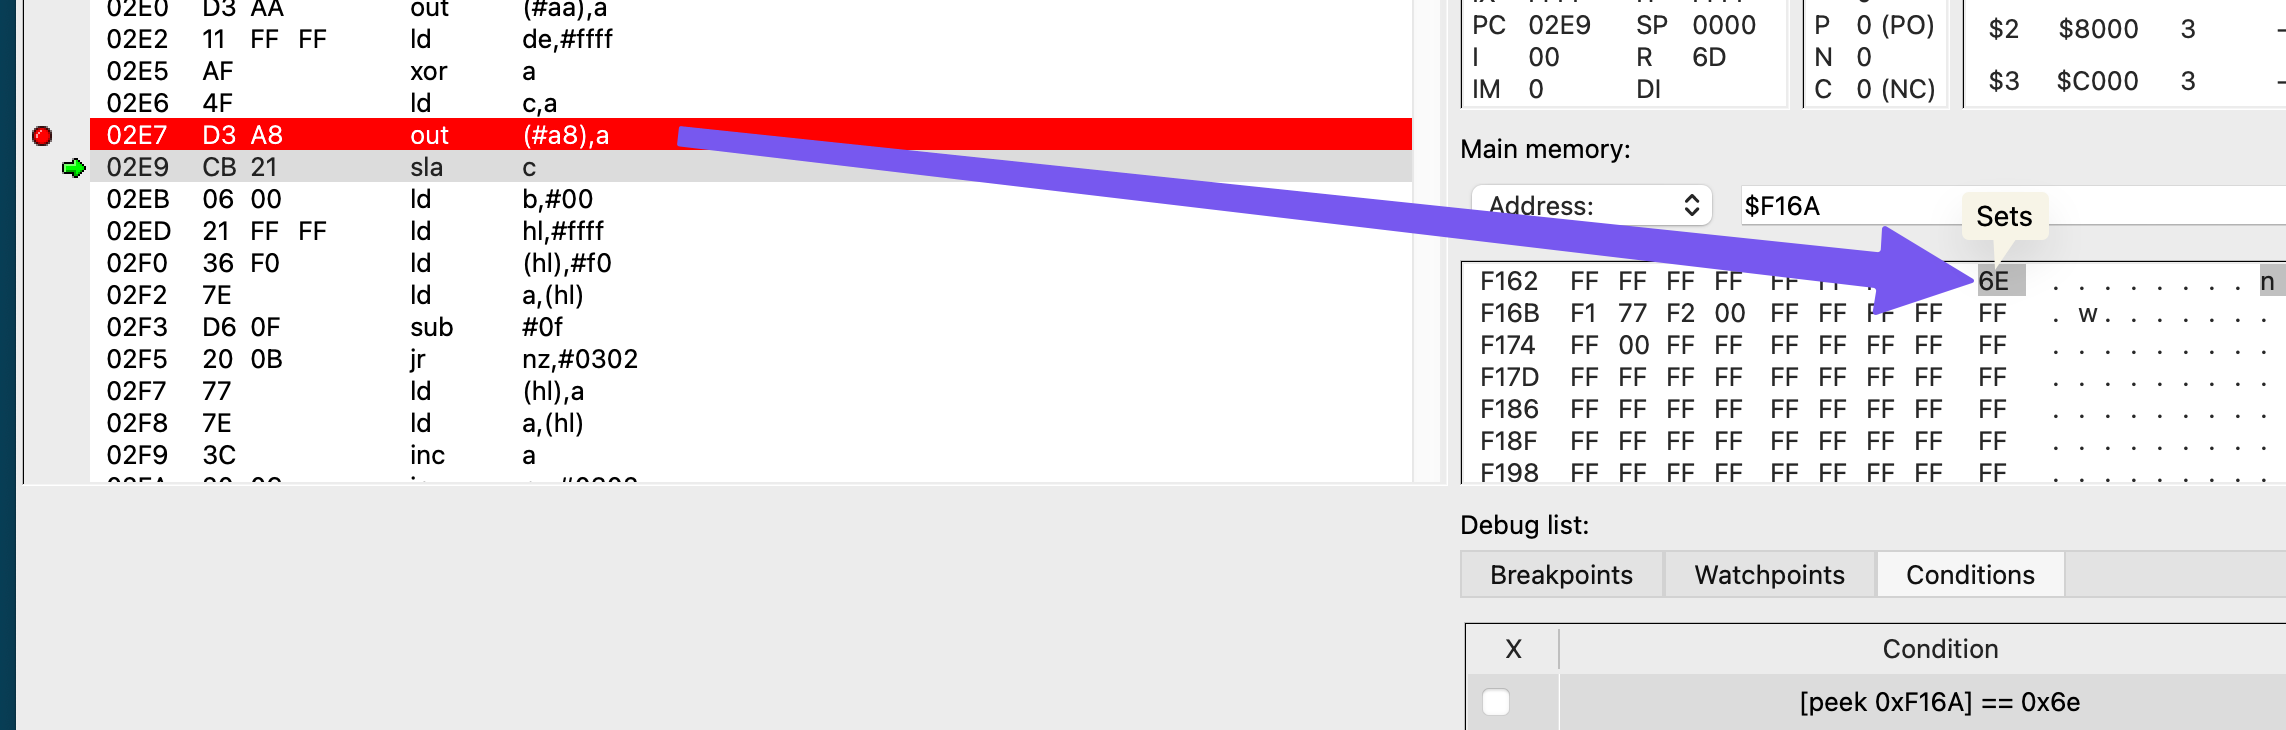 02E0 D3 AA out (#aa),a
02E2 11 FF FF ld de,#ffff
02E5 AF xor a
02E6 4F ld c,a
02E7 D3 A8 out (#a8),a
02E9 CB 21 sla c
02EB 06 00 ld b,#00
02ED 21 FF FF ld hl,#ffff
02F0 36 F0 ld (hl),#f0
02F2 7E ld a,(hl)
02F3 D6 0F sub #0f
02F5 20 0B jr nz,#0302
02F7 77 ld (hl),a
02F8 7E ld a,(hl)
02F9 3C inc a
PC 02E9 SP 0000
I 00 R 6D
IM 0 DI
P 0 (PO)
N 0
C 0 (NC)
$2 $8000 3 -
$3 $C000 3 -
Main memory:
Address: $F16A
Sets
F162 FF FF FF FF FF FF 6E . . . . . . . . n
F16B F1 77 F2 00 FF FF FF FF FF . w . . . . . . .
F174 FF 00 FF FF FF FF FF FF FF . . . . . . . . .
F17D FF FF FF FF FF FF FF FF FF . . . . . . . . .
F186 FF FF FF FF FF FF FF FF FF . . . . . . . . .
F18F FF FF FF FF FF FF FF FF FF . . . . . . . . .
F198 FF FF FF FF FF FF FF FF FF . . . . . . . . .
Debug list:
Breakpoints Watchpoints Conditions
X Condition
[peek 0xF16A] == 0x6e